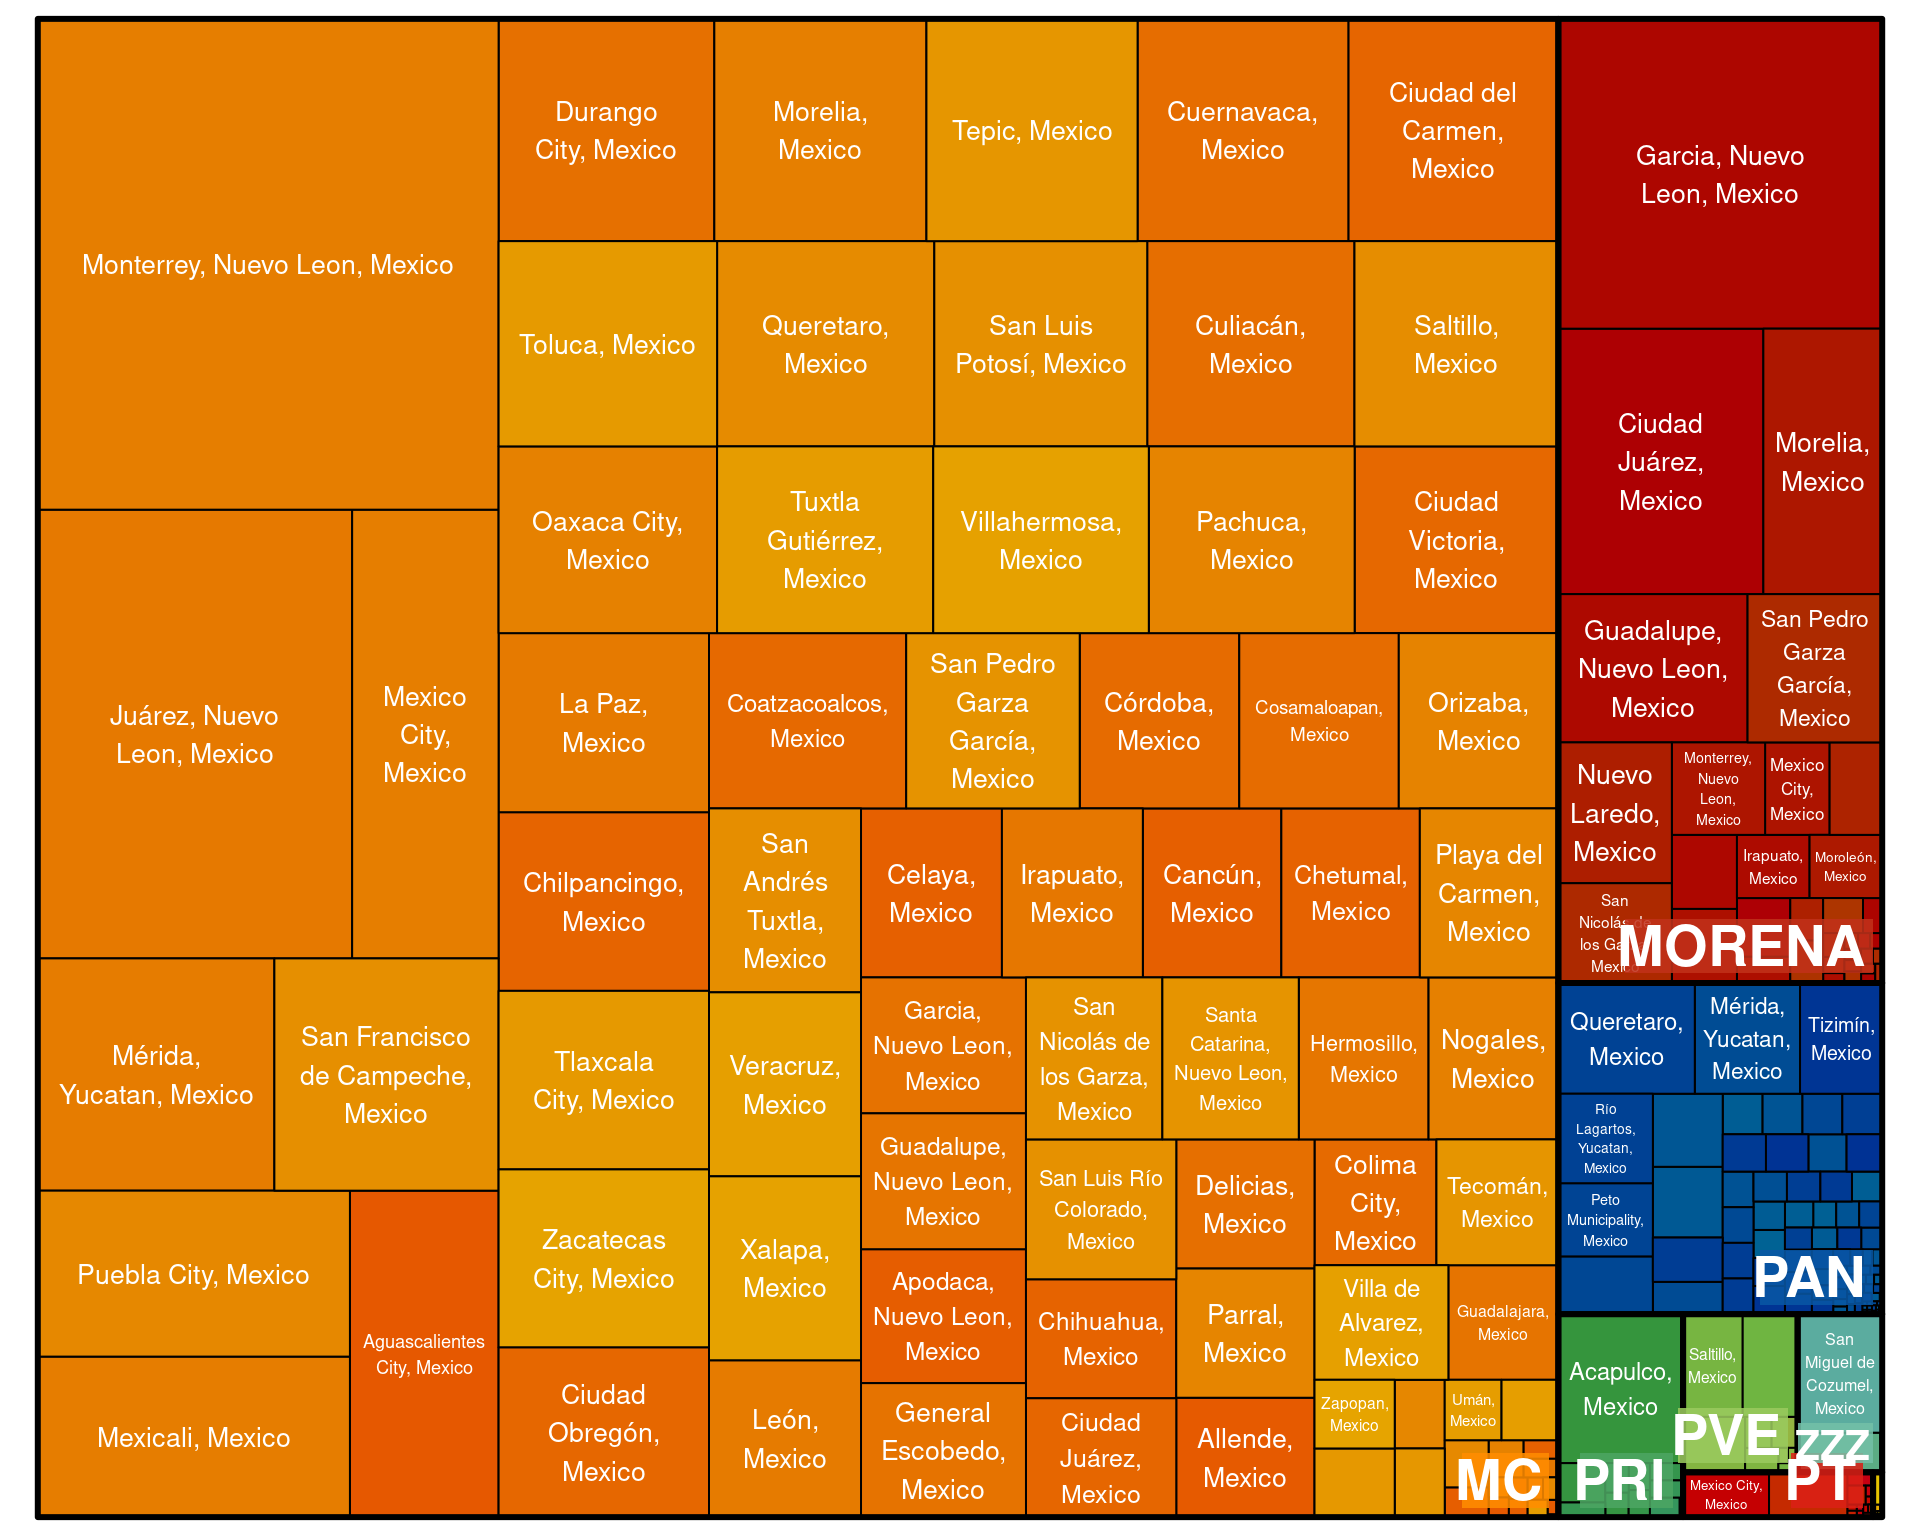 Monterrey, Nuevo Leon, Mexico
Juárez, Nuevo
Leon, Mexico
Mexico
City,
Mexico
Mérida,
Yucatan, Mexico
San Francisco
de Campeche,
Mexico
Puebla City, Mexico
Mexicali, Mexico
Aguascalientes
City, Mexico
Durango
City, Mexico
Morelia,
Mexico
Tepic, Mexico
Cuernavaca,
Mexico
Ciudad del
Carmen,
Mexico
Toluca, Mexico
Queretaro,
Mexico
San Luis
Potosí, Mexico
Culiacán,
Mexico
Saltillo,
Mexico
Oaxaca City,
Mexico
Tuxtla
Gutiérrez,
Mexico
Villahermosa,
Mexico
Pachuca,
Mexico
Ciudad
Victoria,
Mexico
La Paz,
Mexico
Chilpancingo,
Mexico
Tlaxcala
City, Mexico
Zacatecas
City, Mexico
Ciudad
Obregón,
Mexico
Coatzacoalcos,
Mexico
San Pedro
Garza
García,
Mexico
Córdoba,
Mexico
Cosamaloapan,
Mexico
Orizaba,
Mexico
San
Andrés
Tuxtla,
Mexico
Veracruz,
Mexico
Xalapa,
Mexico
León,
Mexico
Celaya,
Mexico
Irapuato,
Mexico
Cancún,
Mexico
Chetumal,
Mexico
Playa del
Carmen,
Mexico
Garcia,
Nuevo Leon,
Mexico
Guadalupe,
Nuevo Leon,
Mexico
Apodaca,
Nuevo Leon,
Mexico
General
Escobedo,
Mexico
San
Nicolás de
los Garza,
Mexico
Santa
Catarina,
Nuevo Leon,
Mexico
Hermosillo,
Mexico
Nogales,
Mexico
San Luis Río
Colorado,
Mexico
Chihuahua,
Mexico
Ciudad
Juárez,
Mexico
Delicias,
Mexico
Parral,
Mexico
Allende,
Mexico
Colima
City,
Mexico
Tecomán,
Mexico
Villa de
Alvarez,
Mexico
Guadalajara,
Mexico
Zapopan,
Mexico
Umán,
Mexico
MC
Garcia, Nuevo
Leon, Mexico
Ciudad
Juárez,
Mexico
Morelia,
Mexico
Guadalupe,
Nuevo Leon,
Mexico
San Pedro
Garza
García,
Mexico
Nuevo
Laredo,
Mexico
Monterrey,
Nuevo
Leon,
Mexico
Mexico
City,
Mexico
Irapuato,
Mexico
Moroleón,
Mexico
San
Nicolás de
los Ga
Mexico
MORENA
Queretaro,
Mexico
Mérida,
Yucatan,
Mexico
Tizimín,
Mexico
Río
Lagartos,
Yucatan,
Mexico
Peto
Municipality,
Mexico
PAN
Acapulco,
Mexico
PRI
Saltillo,
Mexico
PVE
San
Miguel de
Cozumel,
Mexico
ZZZ
Mexico City,
Mexico
PT